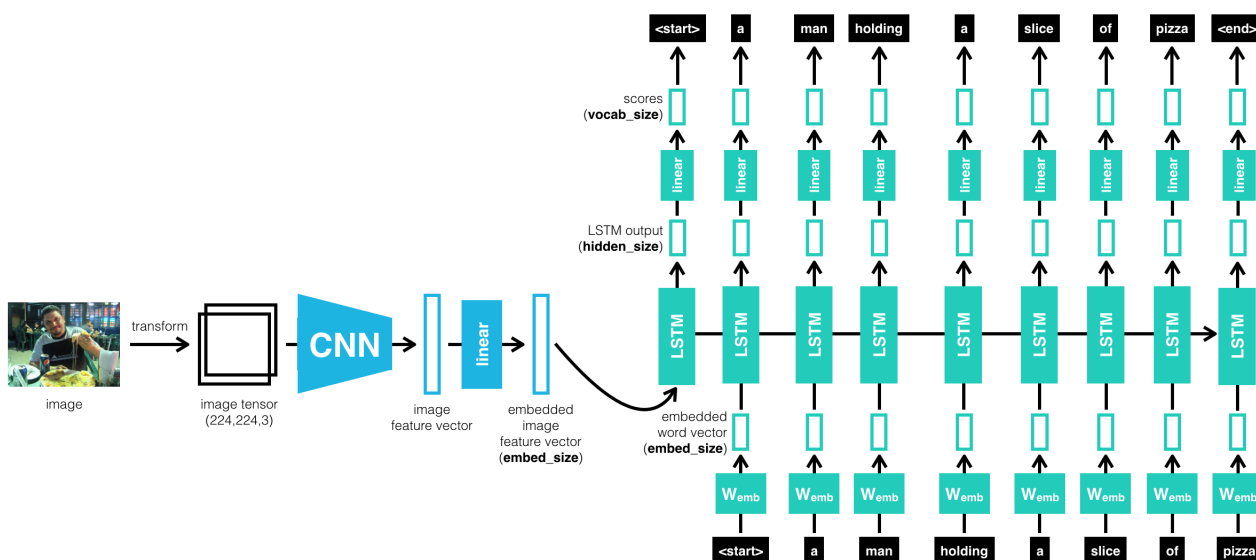 <start> a man holding a slice of pizza <end>
scores
(vocab_size)
linear linear linear linear linear linear linear linear linear
LSTM output
(hidden_size)
transform
CNN
linear
LSTM LSTM LSTM LSTM LSTM LSTM LSTM LSTM LSTM
image
image tensor
(224,224,3)
image
feature vector
embedded
image
feature vector
(embed_size)
embedded
word vector
(embed_size)
Wemb Wemb Wemb Wemb Wemb Wemb Wemb Wemb
<start> a man holding a slice of pizza